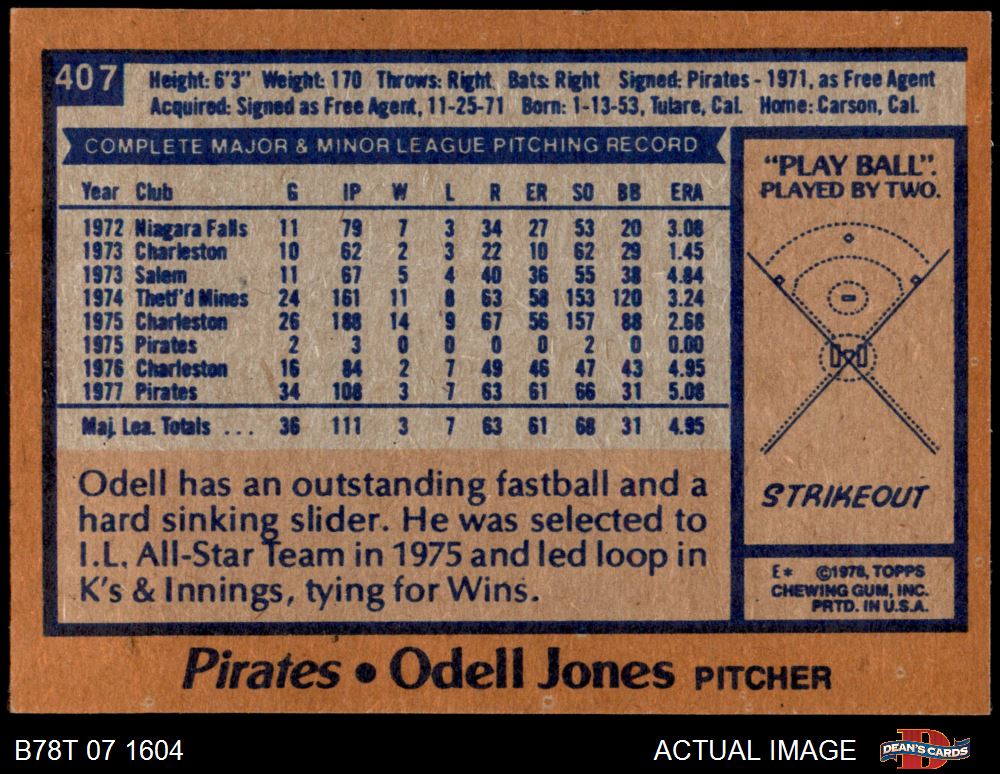 407
Height: 6'3" Weight: 170 Throws: Right Bats: Right Signed: Pirates - 1971, as Free Agent
Acquired: Signed as Free Agent, 11-25-71 Born: 1-13-53, Tulare, Cal. Home: Carson, Cal.
COMPLETE MAJOR & MINOR LEAGUE PITCHING RECORD
Year Club G IP W L R ER SO BB ERA
1972 Niagara Falls 11 79 7 3 34 27 53 20 3.08
1973 Charleston 10 62 2 3 22 10 62 29 1.45
1973 Salem 11 67 5 4 40 36 55 38 4.84
1974 Thetf'd Mines 24 161 11 8 63 58 153 120 3.24
1975 Charleston 26 188 14 9 67 56 157 88 2.68
1975 Pirates 2 3 0 0 0 0 2 0 0.00
1976 Charleston 16 84 2 7 49 46 47 43 4.95
1977 Pirates 34 108 3 7 63 61 66 31 5.08
Maj. Lea. Totals ... 36 111 3 7 63 61 68 31 4.95
Odell has an outstanding fastball and a
hard sinking slider. He was selected to
I.L. All-Star Team in 1975 and led loop in
K's & Innings, tying for Wins.
"PLAY BALL".
PLAYED BY TWO.
STRIKEOUT
E* ©1978, TOPPS
CHEWING GUM, INC.
PRTD. IN U.S.A.
Pirates • Odell Jones PITCHER
B78T 07 1604
ACTUAL IMAGE
DEAN'S CARDS